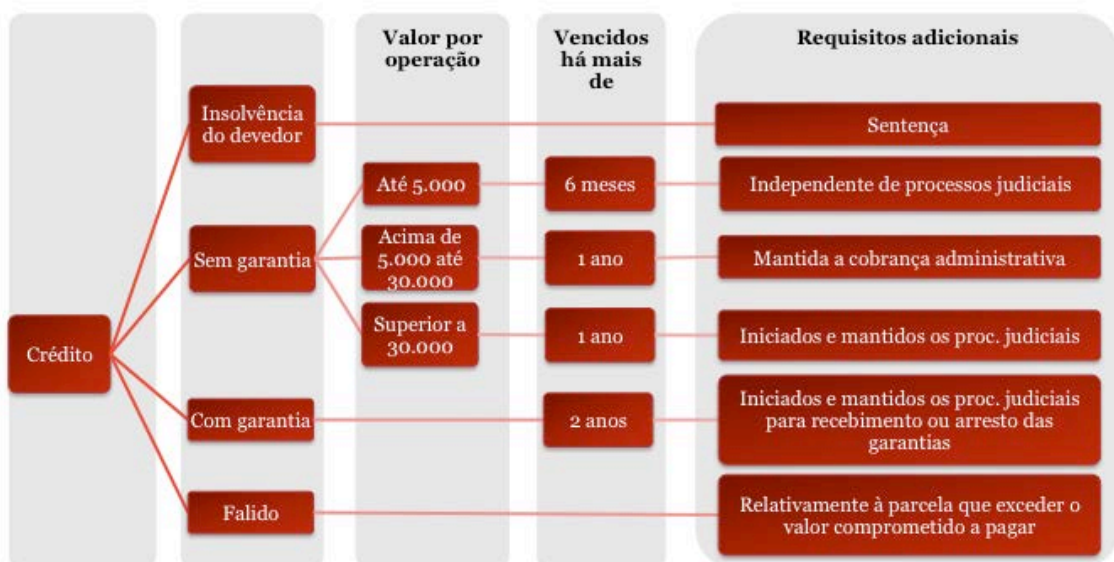 Valor por
operação
Vencidos
há mais
de
Requisitos adicionais
Insolvência
do devedor
Sentença
Até 5.000
6 meses
Independente de processos judiciais
Sem garantia
Acima de
5.000 até
30.000
1 ano
Mantida a cobrança administrativa
Superior a
30.000
1 ano
Iniciados e mantidos os proc. judiciais
Crédito
Com garantia
2 anos
Iniciados e mantidos os proc. judiciais
para recebimento ou arresto das
garantias
Falido
Relativamente à parcela que exceder o
valor comprometido a pagar